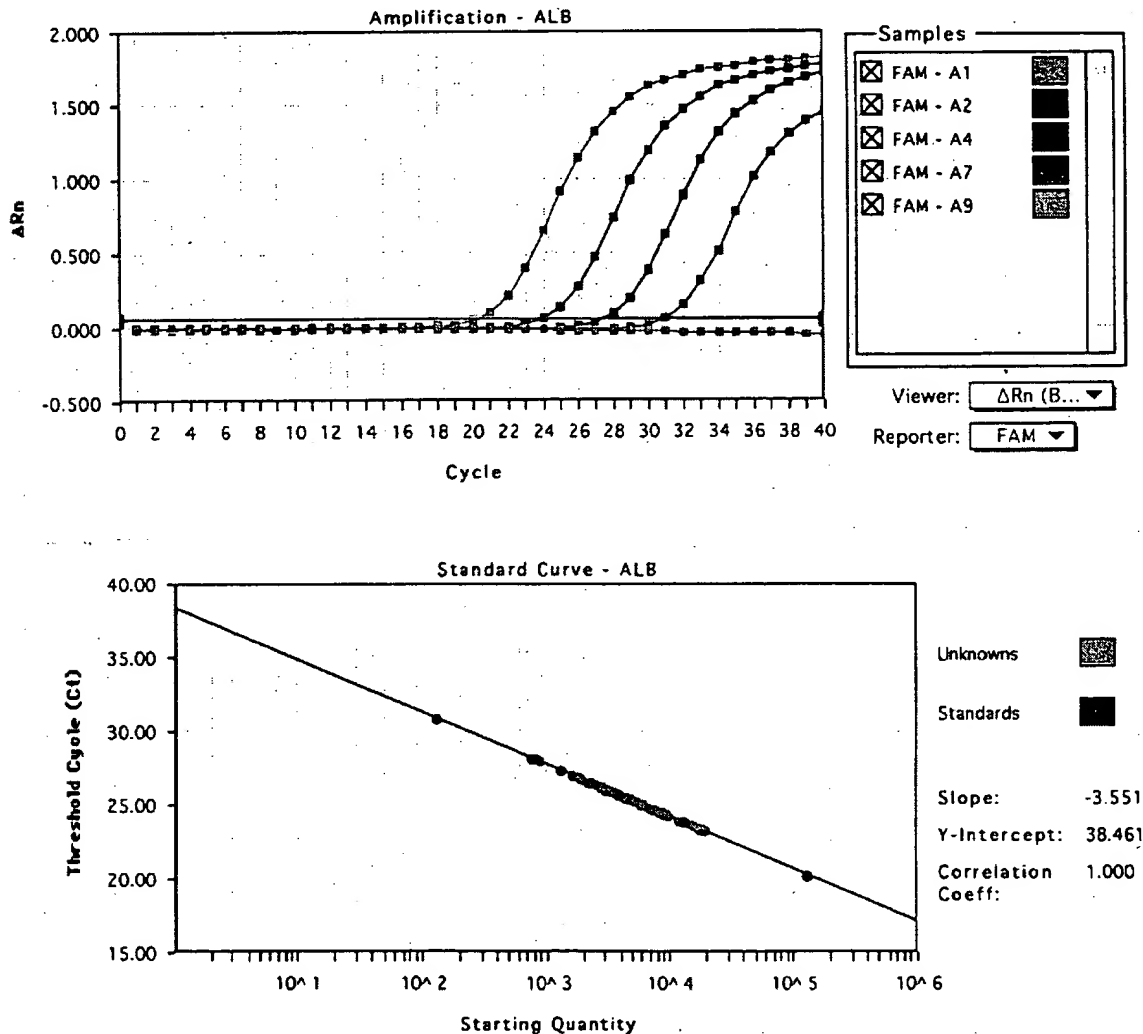 Amplification - ALB
2.000
1.500
1.000
0.500
0.000
-0.500
ΔRn
0 2 4 6 8 10 12 14 16 18 20 22 24 26 28 30 32 34 36 38 40
Cycle
Samples
FAM - A1
FAM - A2
FAM - A4
FAM - A7
FAM - A9
Viewer: ΔRn (B... ▼
Reporter: FAM ▼
Standard Curve - ALB
40.00
35.00
30.00
25.00
20.00
15.00
Threshold Cycle (Ct)
10^1 10^2 10^3 10^4 10^5 10^6
Starting Quantity
Unknowns
Standards
Slope: -3.551
Y-Intercept: 38.461
Correlation 1.000
Coeff: